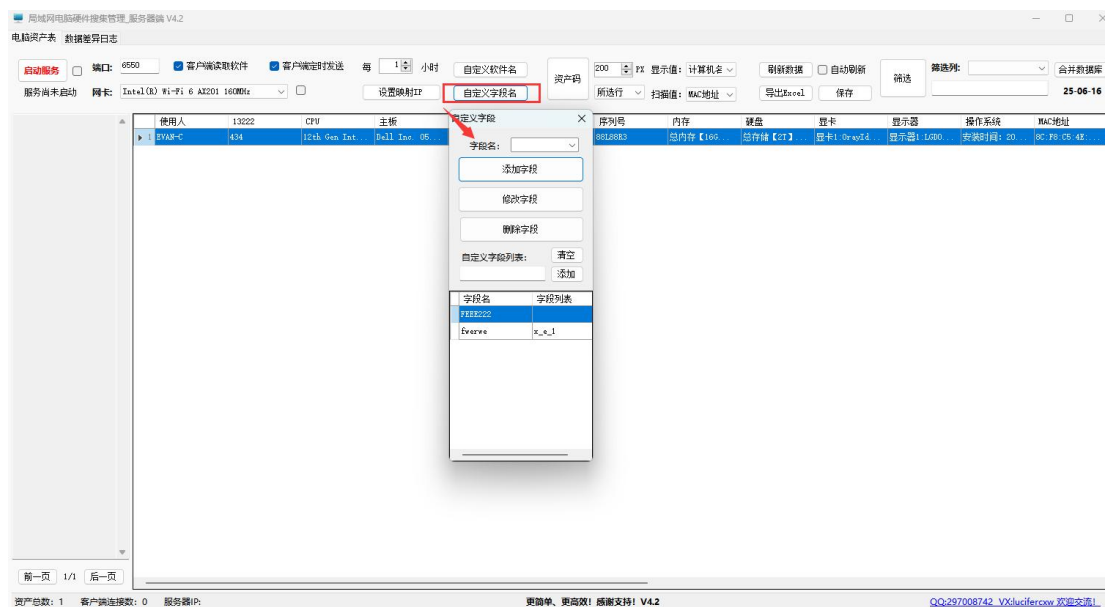 局域网电脑硬件搜集管理_服务器端 V4.2
电脑资产表 数据差异日志
启动服务 端口: 6550 客户端读取软件 客户端定时发送 每 1 小时 自定义软件名 资产码 200 PX 显示值: 计算机名 刷新数据 自动刷新 筛选 筛选列: 合并数据库
服务尚未启动 网卡: Intel(R) Wi-Fi 6 AX201 160MHz 设置映射IP 自定义字段名 所选行 扫描值: MAC地址 导出Excel 保存 25-06-16
使用人 13222 CPU 主板 序列号 内存 硬盘 显卡 显示器 操作系统 MAC地址
1 EVAN-C 434 12th Gen Int... Dell Inc. 05... 总内存【16G... 总存储【2T】... 显卡1:OrayId... 显示器1:LGD0... 安装时间: 20... 8C:F8:C5:4E:...
自定义字段
字段名:
添加字段
修改字段
删除字段
自定义字段列表: 清空
添加
字段名 字段列表
FEEE222
fwerwe x_e_1
前一页 1/1 后一页
资产总数: 1 客户端连接数: 0 服务器IP: 更简单、更高效! 感谢支持! V4.2 QQ:297008742 VX:lucifercxw 欢迎交流!